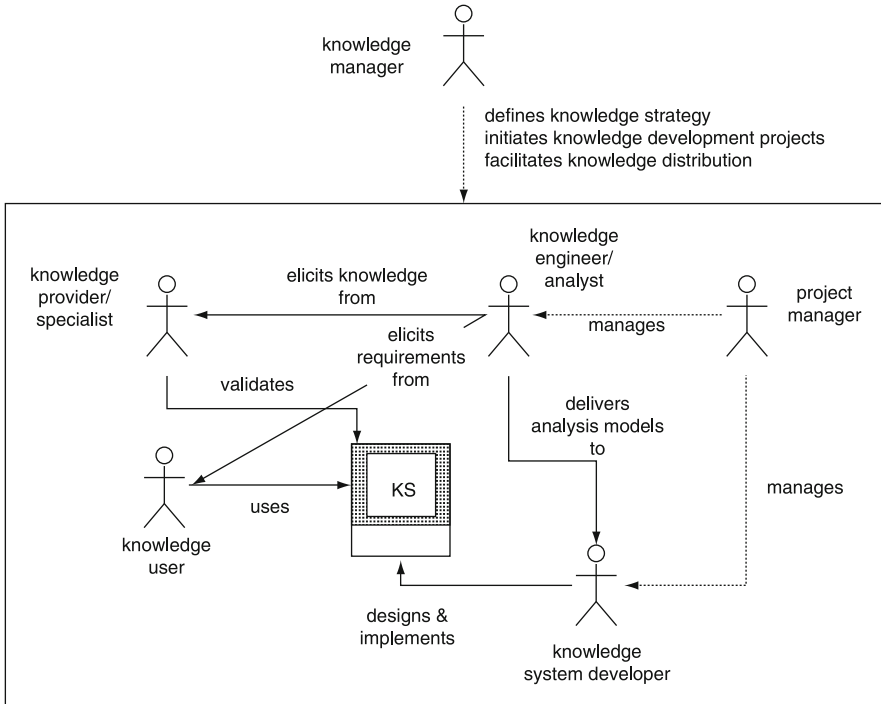 knowledge
manager
defines knowledge strategy
initiates knowledge development projects
facilitates knowledge distribution
knowledge
provider/
specialist
elicits knowledge
from
knowledge
engineer/
analyst
project
manager
manages
elicits
requirements
from
validates
delivers
analysis models
to
KS
uses
manages
knowledge
user
designs &
implements
knowledge
system developer